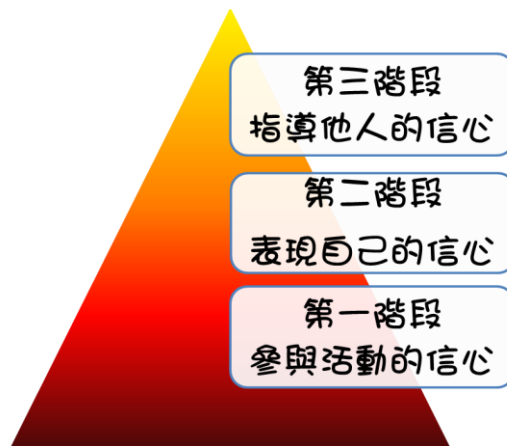 第三階段
指導他人的信心
第二階段
表現自己的信心
第一階段
參與活動的信心